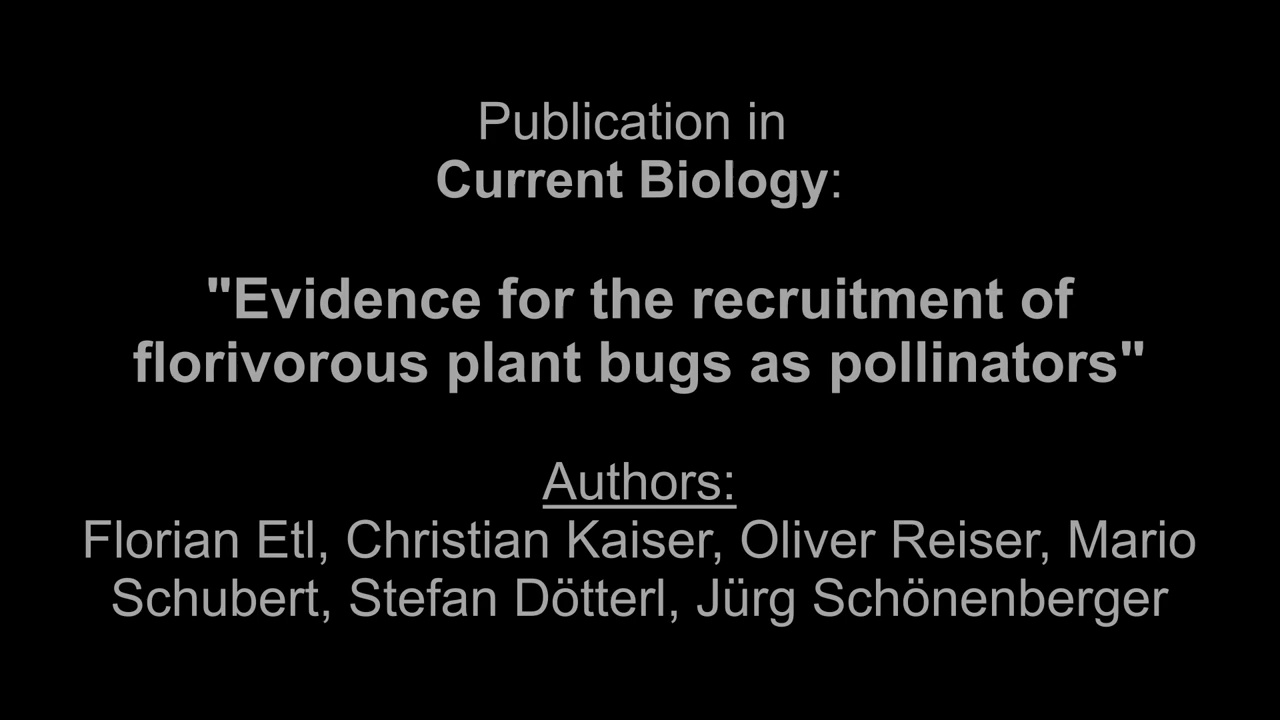 Publication in
Current Biology:
"Evidence for the recruitment of
florivorous plant bugs as pollinators"
Authors:
Florian Etl, Christian Kaiser, Oliver Reiser, Mario
Schubert, Stefan Dötterl, Jürg Schönenberger